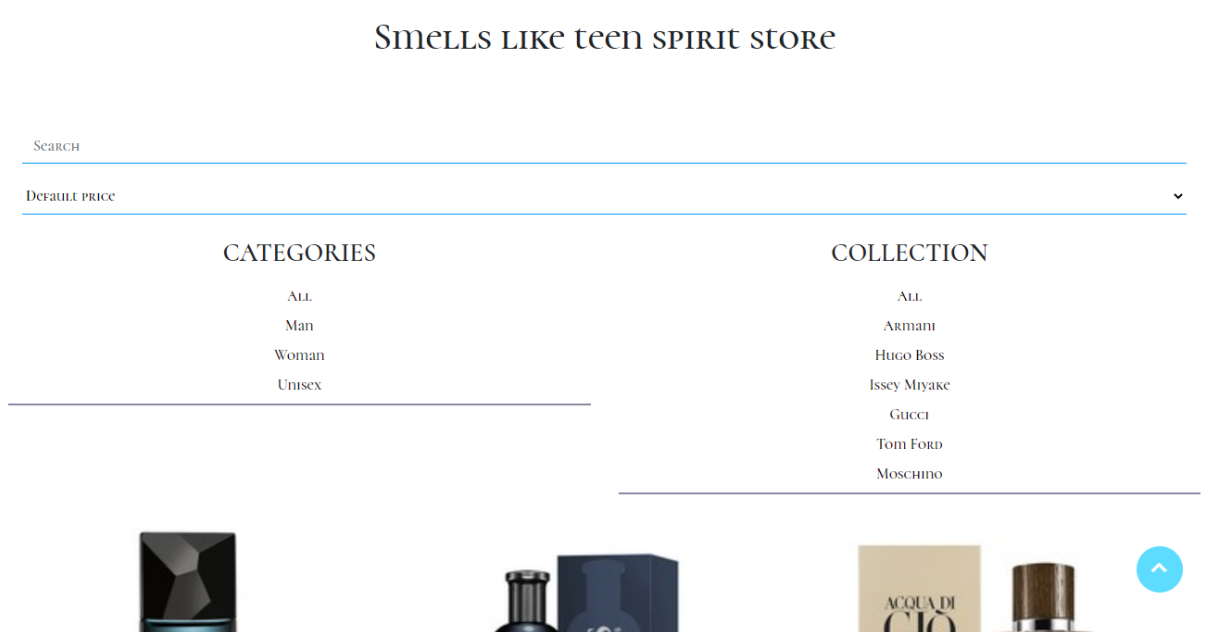 Smells like teen spirit store
Search
Default price
CATEGORIES
All
Man
Woman
Unisex
COLLECTION
All
Armani
Hugo Boss
Issey Miyake
Gucci
Tom Ford
Moschino
ACQUA DI
GIÒ